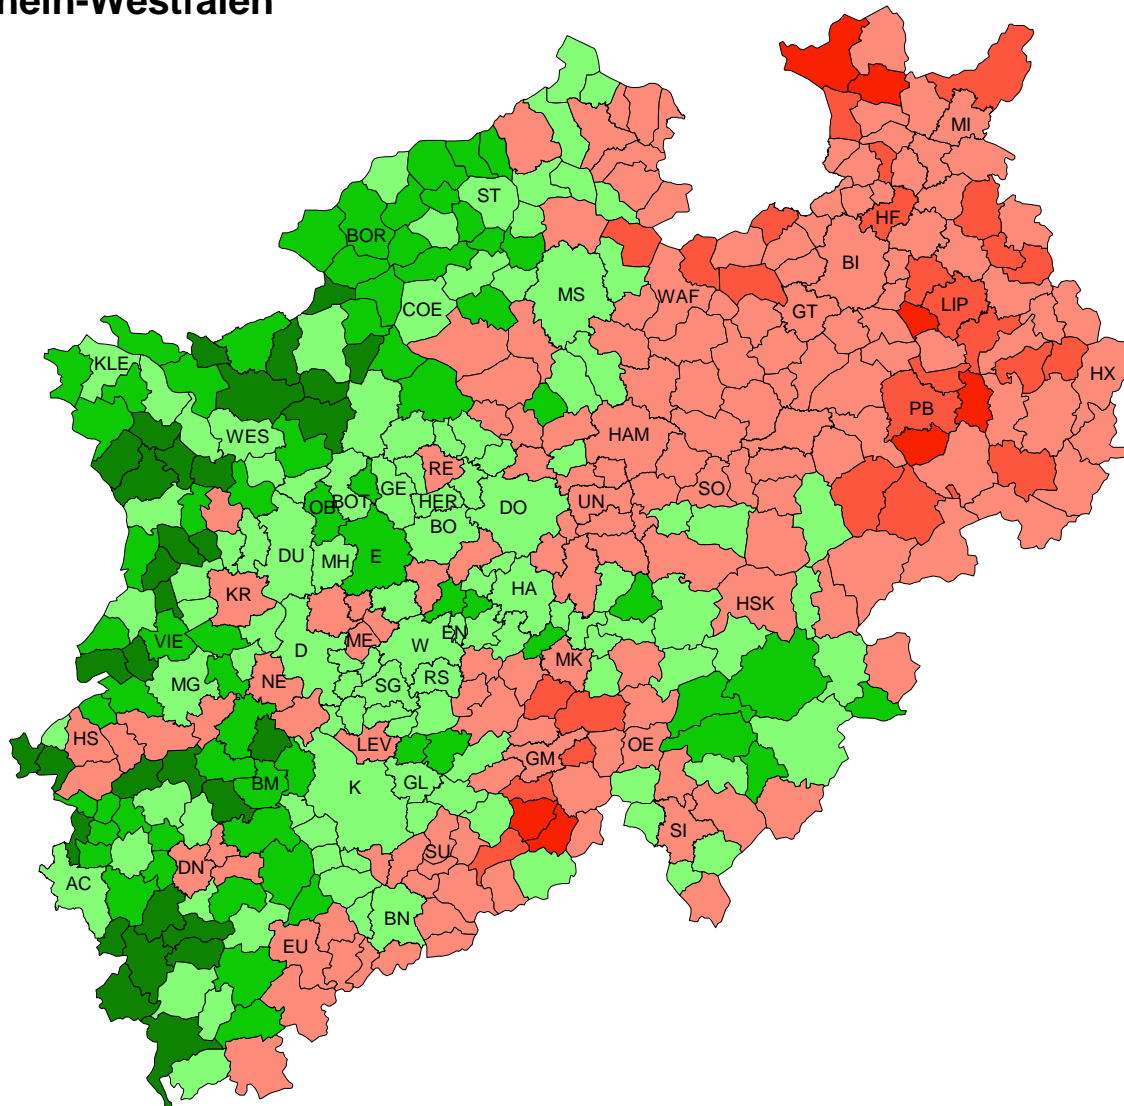 hein-Westfalen
MI
ST
HF
BOR
BI
MS
WAF
LIP
COE
GT
KLE
HX
PB
WES
HAM
RE
GE
SO
BOT
HER
UN
OB
DO
BO
DU
MH
E
HA
KR
HSK
EN
VIE
ME
W
D
MK
RS
MG
NE
SG
HS
LEV
OE
GM
BM
GL
K
SI
SU
DN
AC
BN
EU